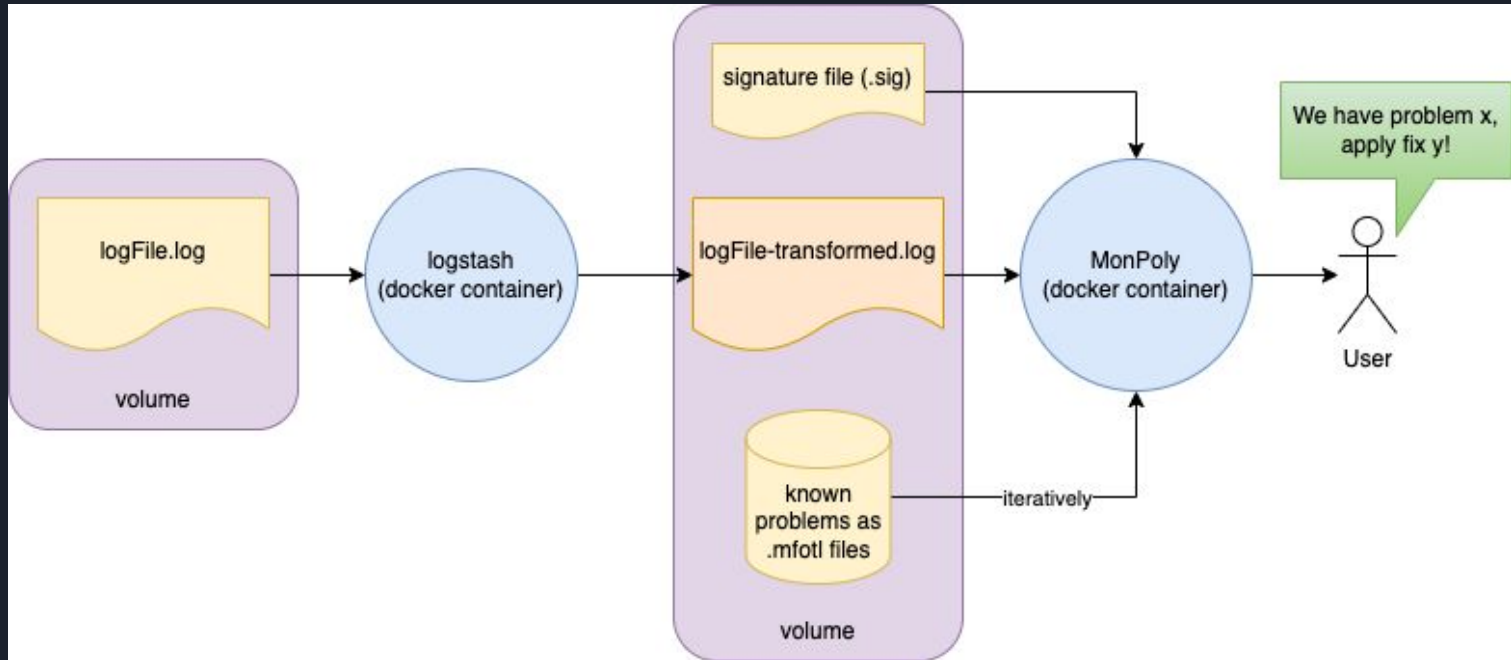 signature file (.sig)
We have problem x,
apply fix y!
logFile.log
logstash
(docker container)
logFile-transformed.log
MonPoly
(docker container)
User
volume
known
problems as
.mfotl files
iteratively
volume